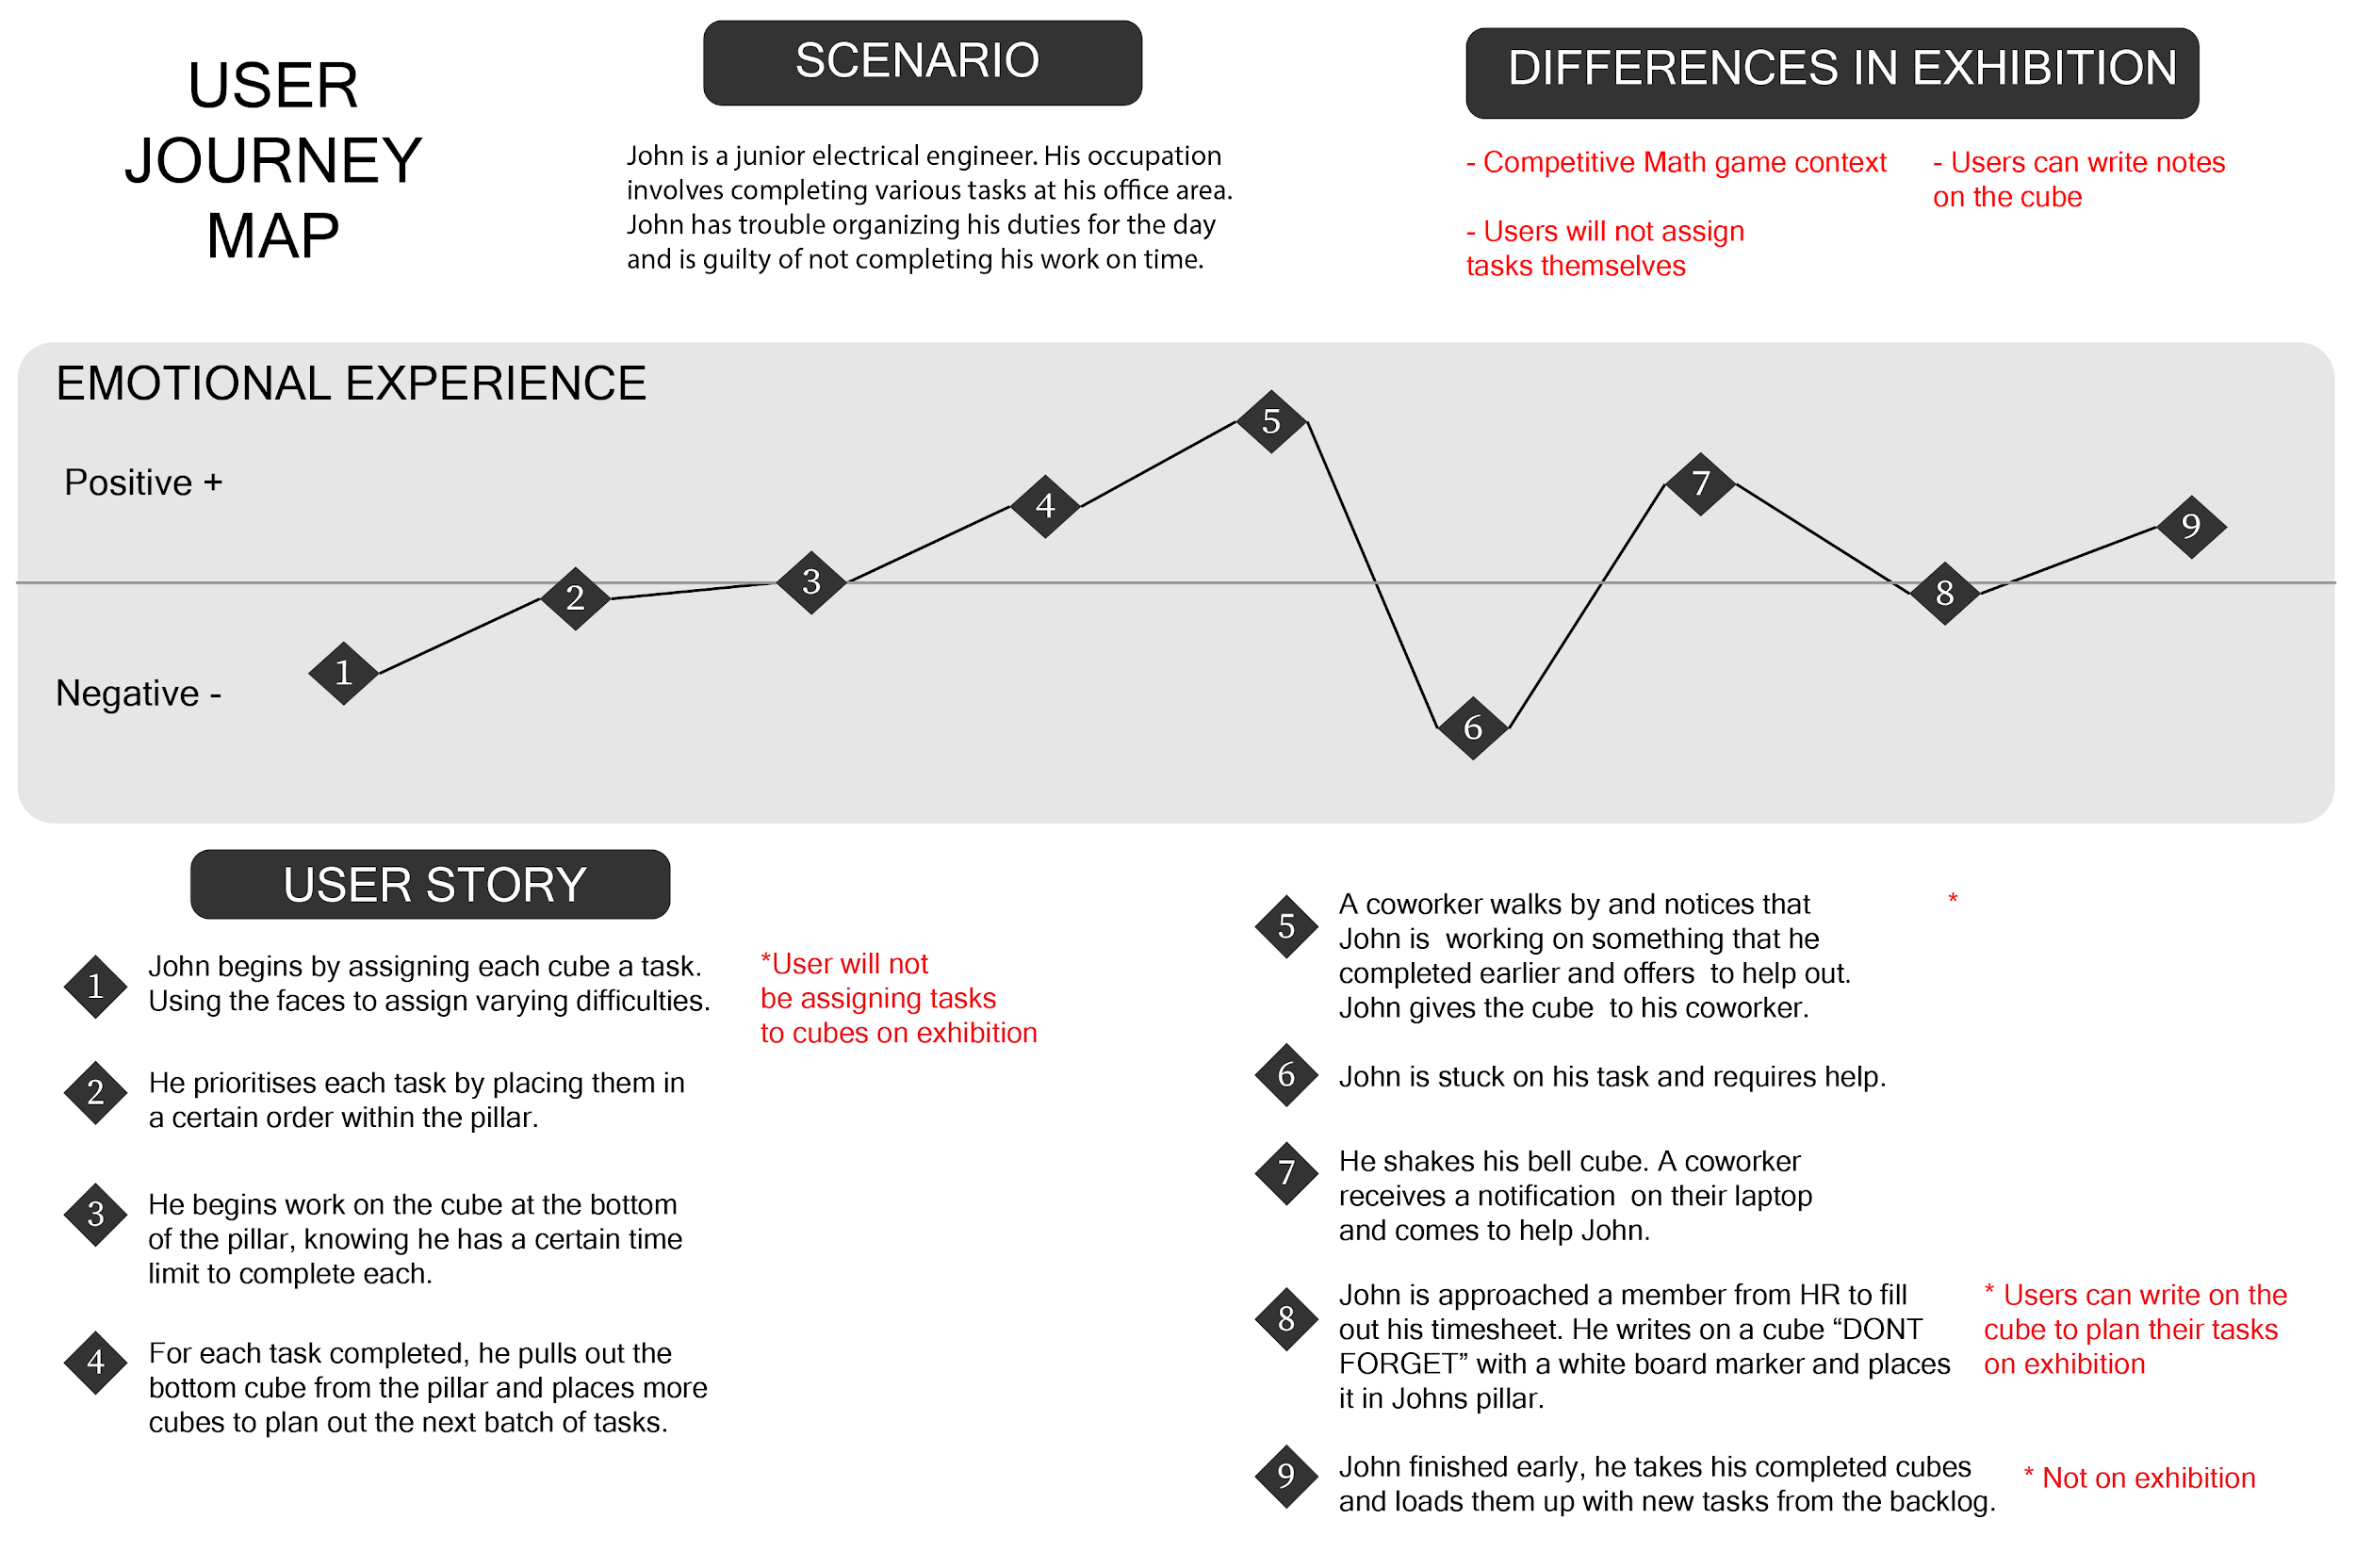 USER
JOURNEY
MAP
SCENARIO
John is a junior electrical engineer. His occupation
involves completing various tasks at his office area.
John has trouble organizing his duties for the day
and is guilty of not completing his work on time.
DIFFERENCES IN EXHIBITION
- Competitive Math game context
- Users will not assign
tasks themselves
- Users can write notes
on the cube
EMOTIONAL EXPERIENCE
Positive +
Negative -
1
2
3
4
5
6
7
8
9
USER STORY
1
John begins by assigning each cube a task.
Using the faces to assign varying difficulties.
*User will not
be assigning tasks
to cubes on exhibition
2
He prioritises each task by placing them in
a certain order within the pillar.
3
He begins work on the cube at the bottom
of the pillar, knowing he has a certain time
limit to complete each.
4
For each task completed, he pulls out the
bottom cube from the pillar and places more
cubes to plan out the next batch of tasks.
5
A coworker walks by and notices that
John is  working on something that he
completed earlier and offers  to help out.
John gives the cube  to his coworker.
*
6
John is stuck on his task and requires help.
7
He shakes his bell cube. A coworker
receives a notification  on their laptop
and comes to help John.
8
John is approached a member from HR to fill
out his timesheet. He writes on a cube “DONT
FORGET” with a white board marker and places
it in Johns pillar.
* Users can write on the
cube to plan their tasks
on exhibition
9
John finished early, he takes his completed cubes
and loads them up with new tasks from the backlog.
* Not on exhibition